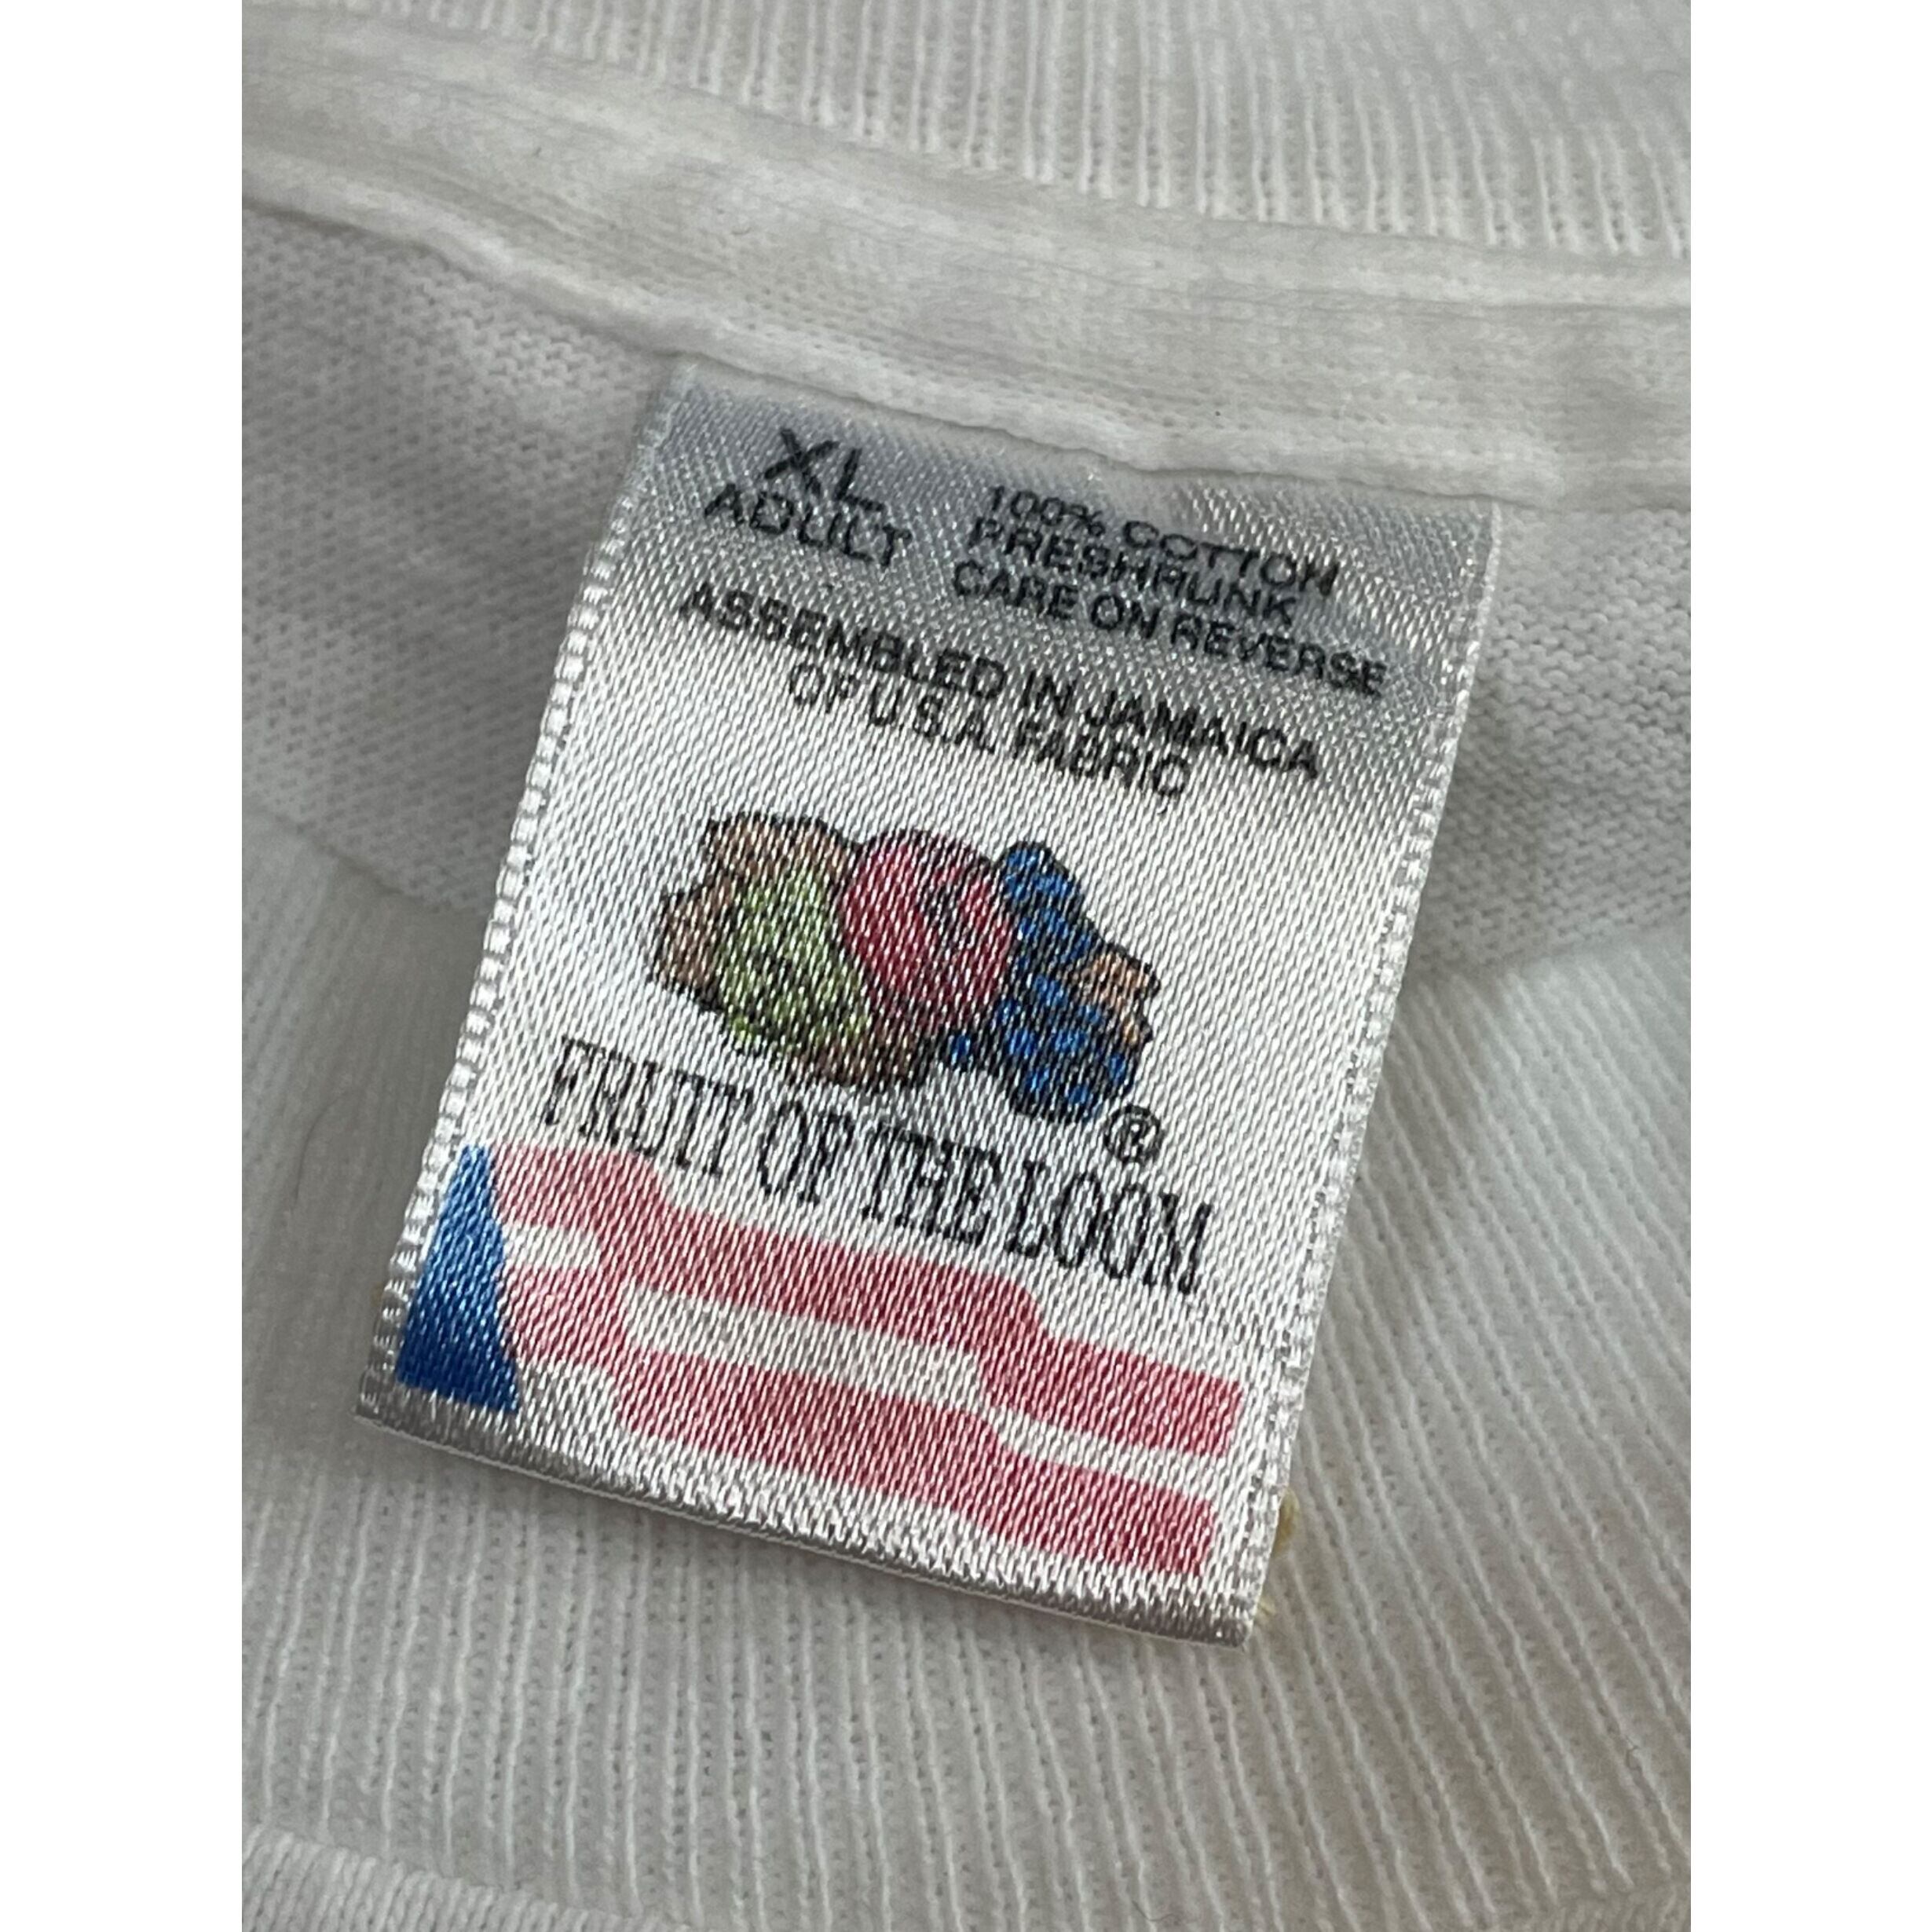 XL
ADULT
100% COTTON
PRESHRUNK
CARE ON REVERSE
ASSEMBLED IN JAMAICA
OF U.S.A. FABRIC
®
FRUIT OF THE LOOM